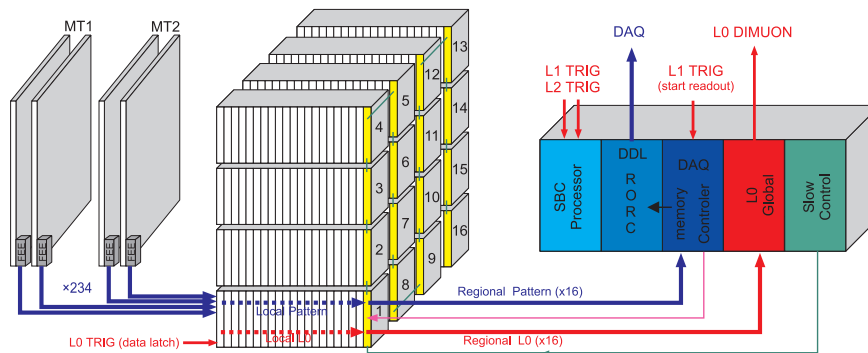 MT1
MT2
FEE
FEE
FEE
FEE
×234
L0 TRIG (data latch)
4
3
2
1
5
6
7
8
12
11
10
9
13
14
15
16
Local Pattern
Local L0
Regional Pattern (x16)
Regional L0 (x16)
DAQ
L0 DIMUON
L1 TRIG
L2 TRIG
L1 TRIG
(start readout)
SBC
Processor
DDL
R
O
R
C
DAQ
memory
Controler
L0
Global
Slow
Control